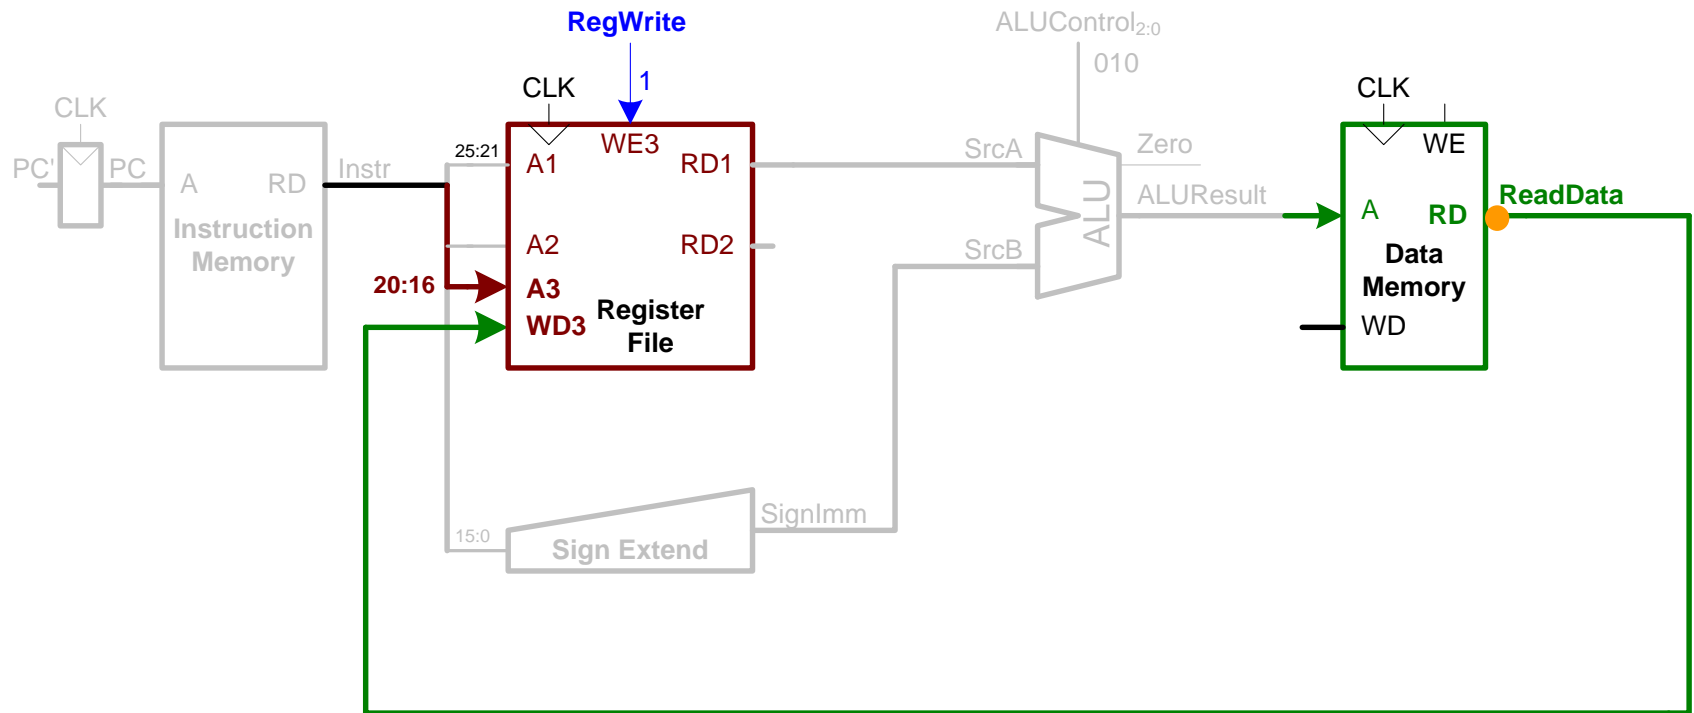 RegWrite
ALUControl2:0
1
010
CLK
CLK
CLK
PC'
PC
A
RD
Instr
Instruction
Memory
25:21
A1
WE3
RD1
A2
RD2
20:16
A3
WD3
Register
File
SrcA
SrcB
ALU
Zero
ALUResult
WE
A
RD
ReadData
Data
Memory
WD
15:0
Sign Extend
SignImm